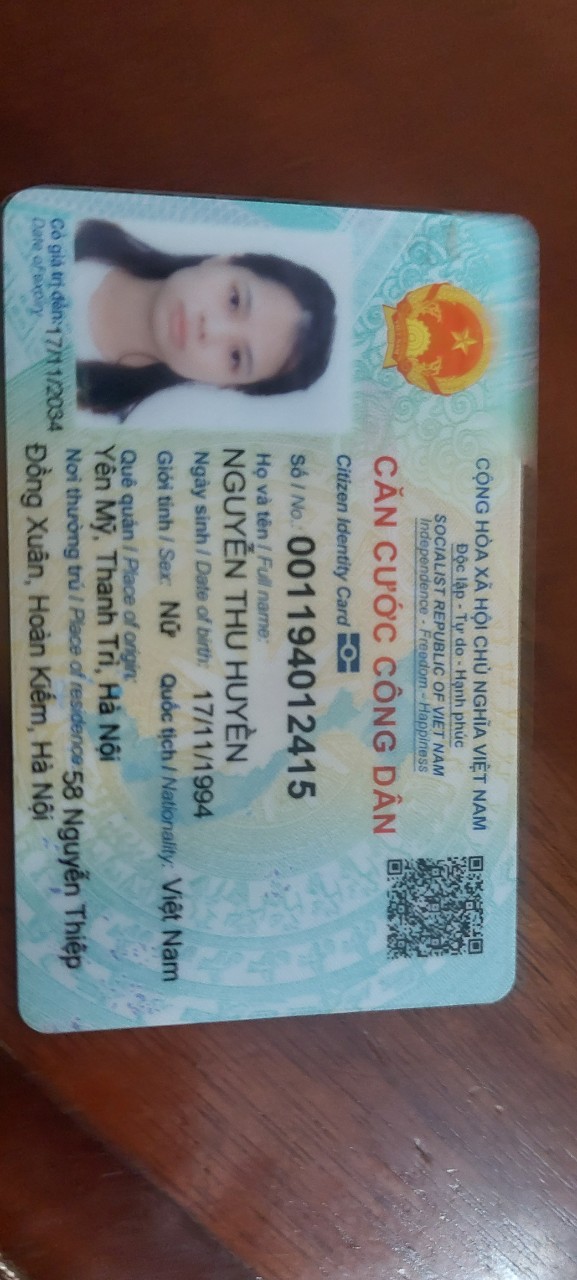 CỘNG HÒA XÃ HỘI CHỦ NGHĨA VIỆT NAM
Độc lập - Tự do - Hạnh phúc
SOCIALIST REPUBLIC OF VIET NAM
Independence - Freedom - Happiness
CĂN CƯỚC CÔNG DÂN
Citizen Identity Card
Số / No.: 001194012415
Họ và tên / Full name:
NGUYỄN THU HUYỀN
Ngày sinh / Date of birth: 17/11/1994
Giới tính / Sex: Nữ Quốc tịch / Nationality: Việt Nam
Quê quán / Place of origin:
Yên Mỹ, Thanh Trì, Hà Nội
Nơi thường trú / Place of residence: 58 Nguyễn Thiệp
Đồng Xuân, Hoàn Kiếm, Hà Nội
Có giá trị đến: 17/11/2034
Date of expiry